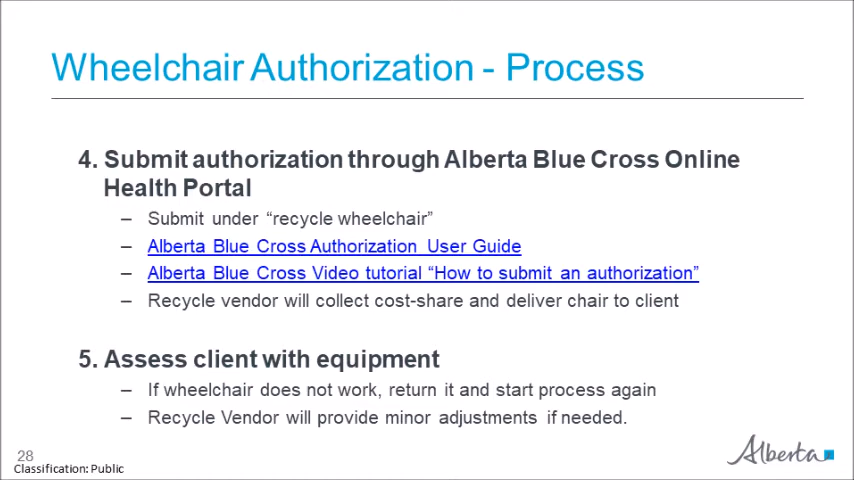 Wheelchair Authorization - Process
4. Submit authorization through Alberta Blue Cross Online
Health Portal
– Submit under “recycle wheelchair”
– Alberta Blue Cross Authorization User Guide
– Alberta Blue Cross Video tutorial “How to submit an authorization”
– Recycle vendor will collect cost-share and deliver chair to client
5. Assess client with equipment
– If wheelchair does not work, return it and start process again
– Recycle Vendor will provide minor adjustments if needed.
28
Classification: Public
Alberta